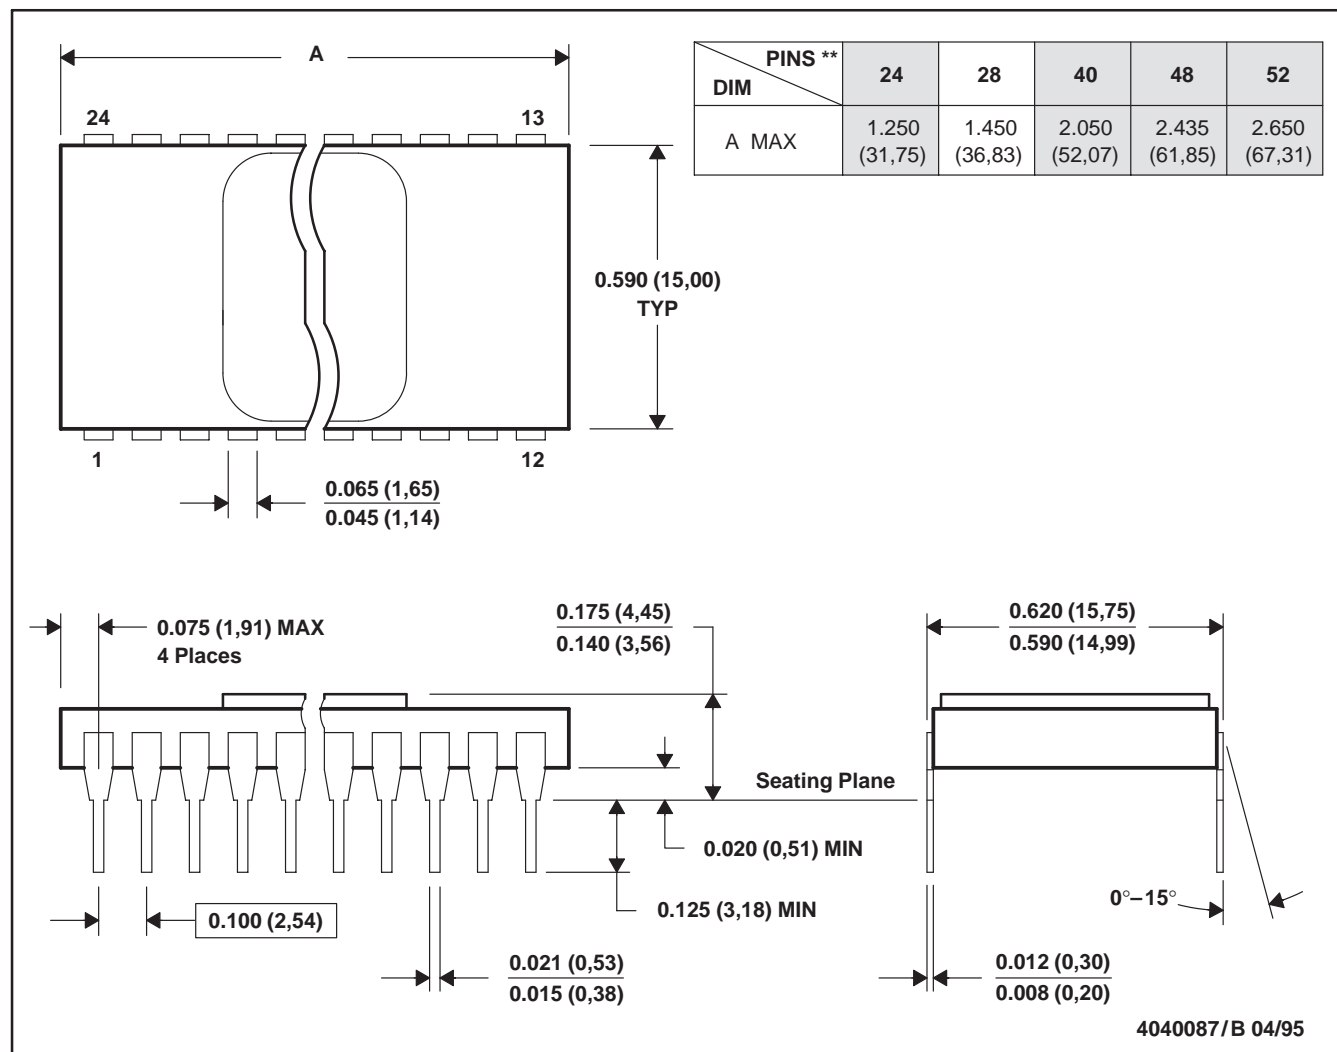 A
PINS **
DIM
24
28
40
48
52
A MAX
1.250
(31,75)
1.450
(36,83)
2.050
(52,07)
2.435
(61,85)
2.650
(67,31)
24
13
0.590 (15,00)
TYP
1
12
0.065 (1,65)
0.045 (1,14)
0.075 (1,91) MAX
4 Places
0.175 (4,45)
0.140 (3,56)
0.620 (15,75)
0.590 (14,99)
Seating Plane
0.020 (0,51) MIN
0.125 (3,18) MIN
0.100 (2,54)
0.021 (0,53)
0.015 (0,38)
0°–15°
0.012 (0,30)
0.008 (0,20)
4040087/B 04/95